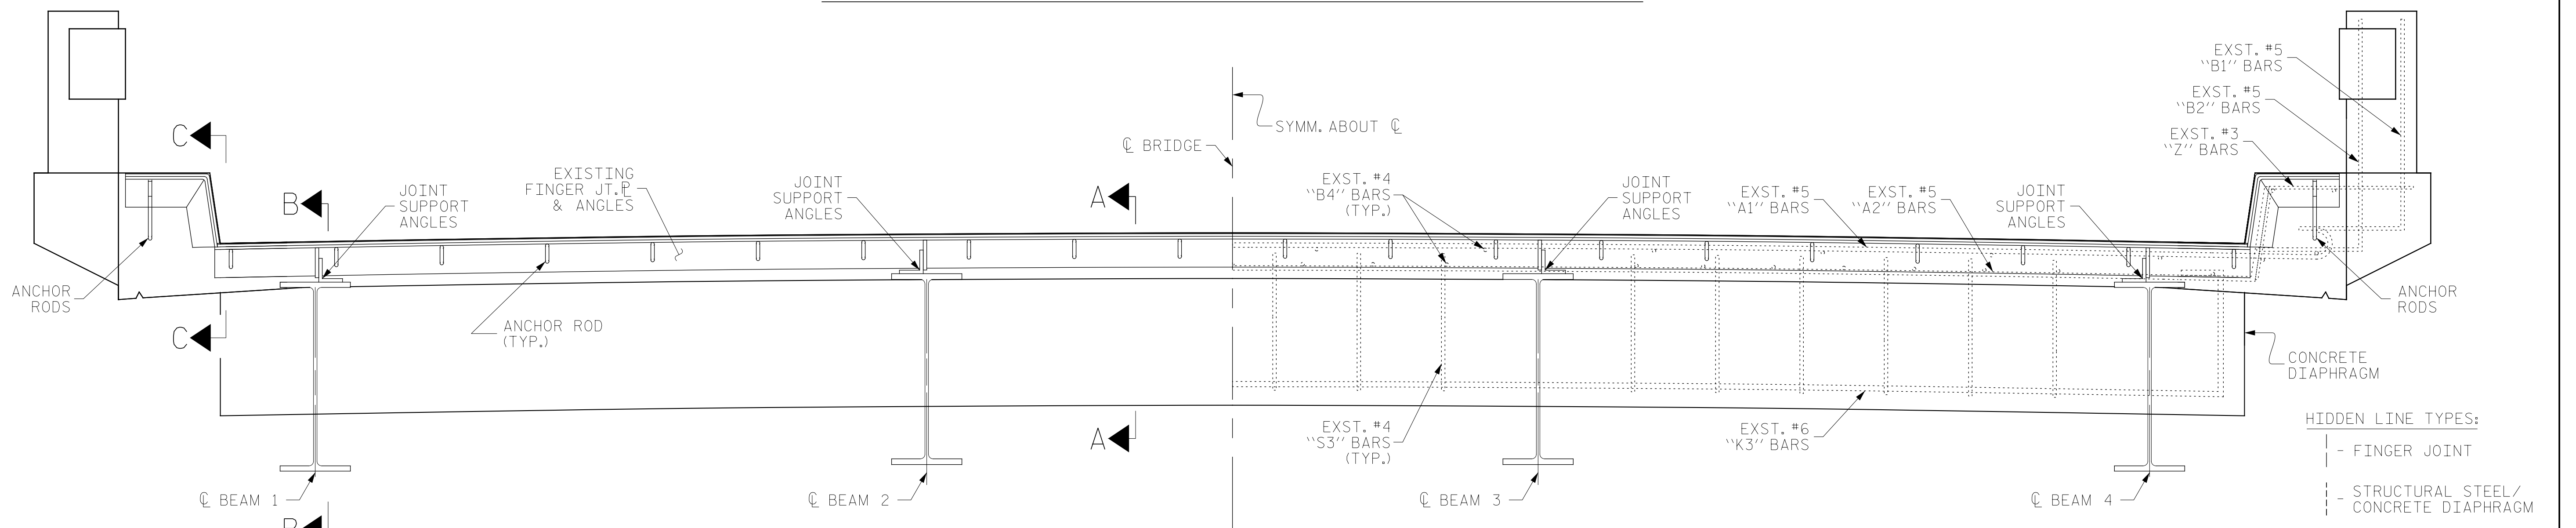 EXST. #5
"B1" BARS
EXST. #5
"B2" BARS
EXST. #3
"Z" BARS
SYMM. ABOUT ℄
℄ BRIDGE
C
B
A
JOINT
SUPPORT
ANGLES
EXISTING
FINGER JT. ℙ
& ANGLES
JOINT
SUPPORT
ANGLES
EXST. #4
"B4" BARS
(TYP.)
JOINT
SUPPORT
ANGLES
EXST. #5
"A1" BARS
EXST. #5
"A2" BARS
JOINT
SUPPORT
ANGLES
ANCHOR
RODS
ANCHOR
RODS
C
ANCHOR ROD
(TYP.)
CONCRETE
DIAPHRAGM
A
EXST. #4
"S3" BARS
(TYP.)
EXST. #6
"K3" BARS
HIDDEN LINE TYPES:
- FINGER JOINT
- STRUCTURAL STEEL/
CONCRETE DIAPHRAGM
℄ BEAM 1
℄ BEAM 2
℄ BEAM 3
℄ BEAM 4
B